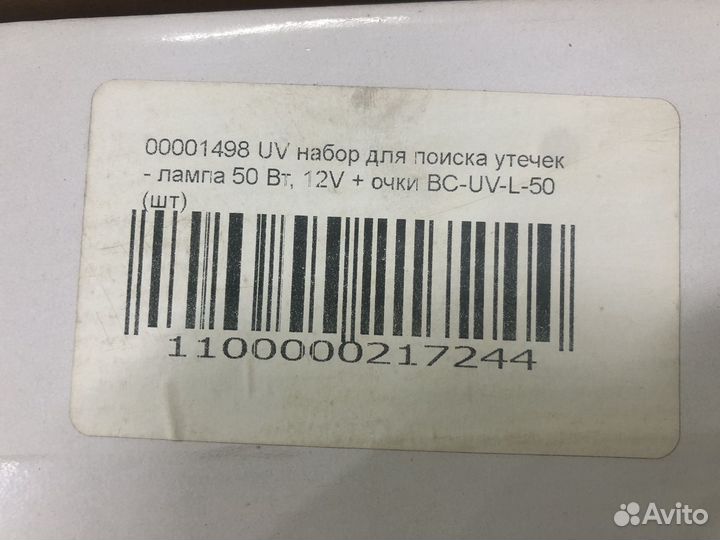 00001498 UV набор для поиска утечек
- лампа 50 Вт, 12V + очки BC-UV-L-50
(шт)
1100000217244
Avito